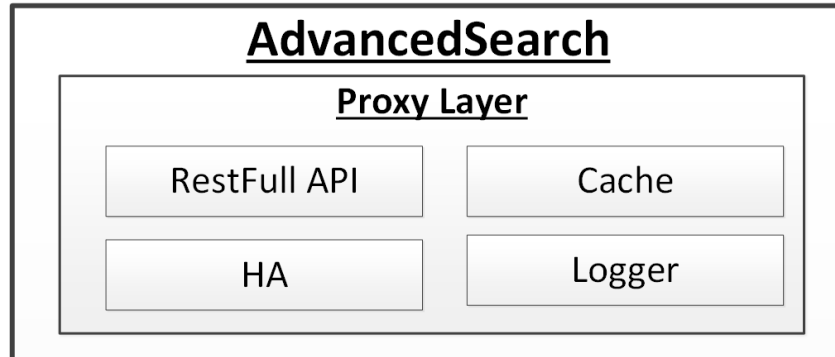 AdvancedSearch
Proxy Layer
RestFull API
Cache
HA
Logger